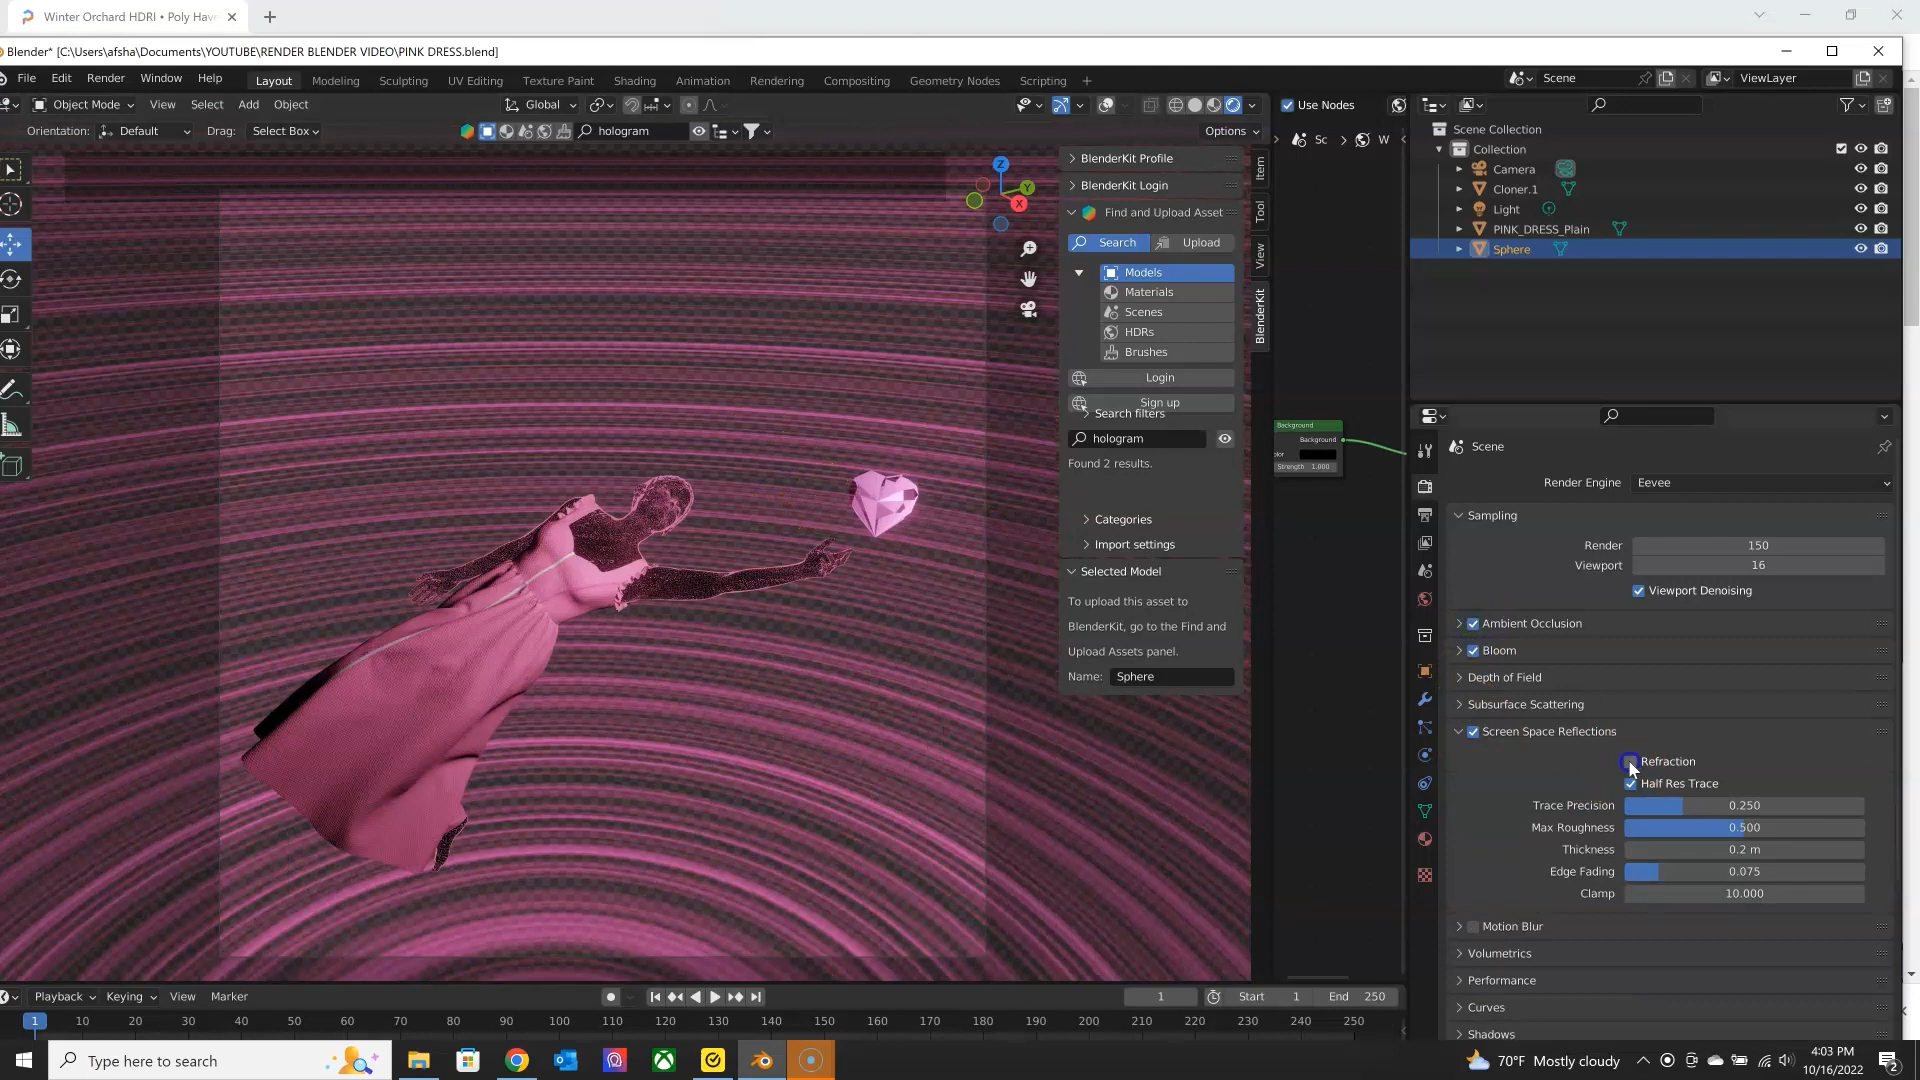 Winter Orchard HDRI • Poly Have
Blender* [C:\Users\afsha\Documents\YOUTUBE\RENDER BLENDER VIDEO\PINK DRESS.blend]
File Edit Render Window Help
Layout Modeling Sculpting UV Editing Texture Paint Shading Animation Rendering Compositing Geometry Nodes Scripting
Scene
ViewLayer
Object Mode View Select Add Object
Global
Use Nodes
Orientation: Default Drag: Select Box
hologram
Options
Sc
W
Scene Collection
Collection
Camera
Cloner.1
Light
PINK_DRESS_Plain
Sphere
Z
Y
X
Item
Tool
View
BlenderKit
BlenderKit Profile
BlenderKit Login
Find and Upload Asset
Search Upload
Models
Materials
Scenes
HDRs
Brushes
Login
Sign up
Search filters
hologram
Found 2 results.
Categories
Import settings
Selected Model
To upload this asset to
BlenderKit, go to the Find and
Upload Assets panel.
Name: Sphere
Background
Background
olor
Strength 1.000
Scene
Render Engine Eevee
Sampling
Render 150
Viewport 16
Viewport Denoising
Ambient Occlusion
Bloom
Depth of Field
Subsurface Scattering
Screen Space Reflections
Refraction
Half Res Trace
Trace Precision 0.250
Max Roughness 0.500
Thickness 0.2 m
Edge Fading 0.075
Clamp 10.000
Motion Blur
Volumetrics
Performance
Curves
Shadows
Playback Keying View Marker
1 Start 1 End 250
1 10 20 30 40 50 60 70 80 90 100 110 120 130 140 150 160 170 180 190 200 210 220 230 240 250
Type here to search
70°F Mostly cloudy
4:03 PM
10/16/2022
2